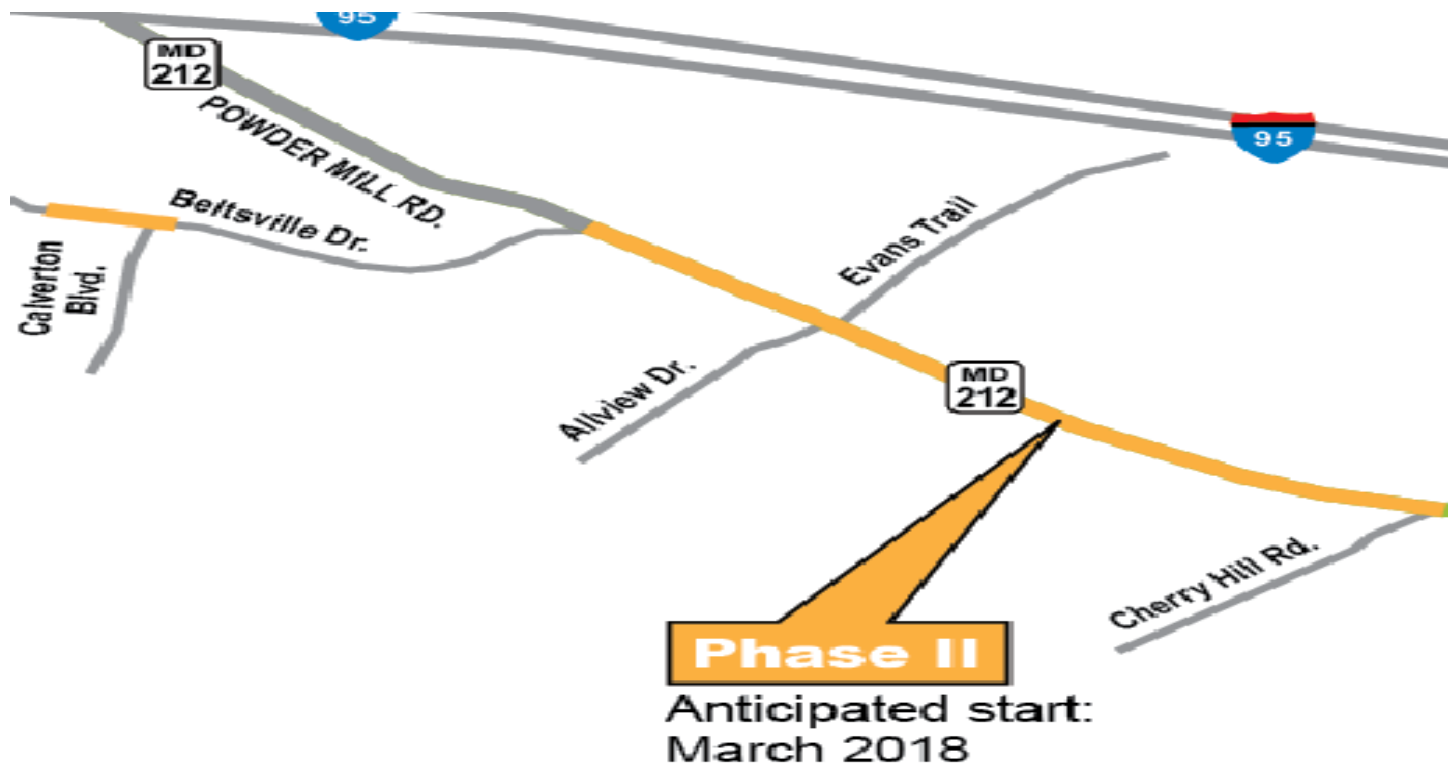 95
MD
212
POWDER MILL RD.
Beltsville Dr.
Calverton
Blvd.
Evans Trail
95
Allview Dr.
MD
212
Cherry Hill Rd.
Phase II
Anticipated start:
March 2018